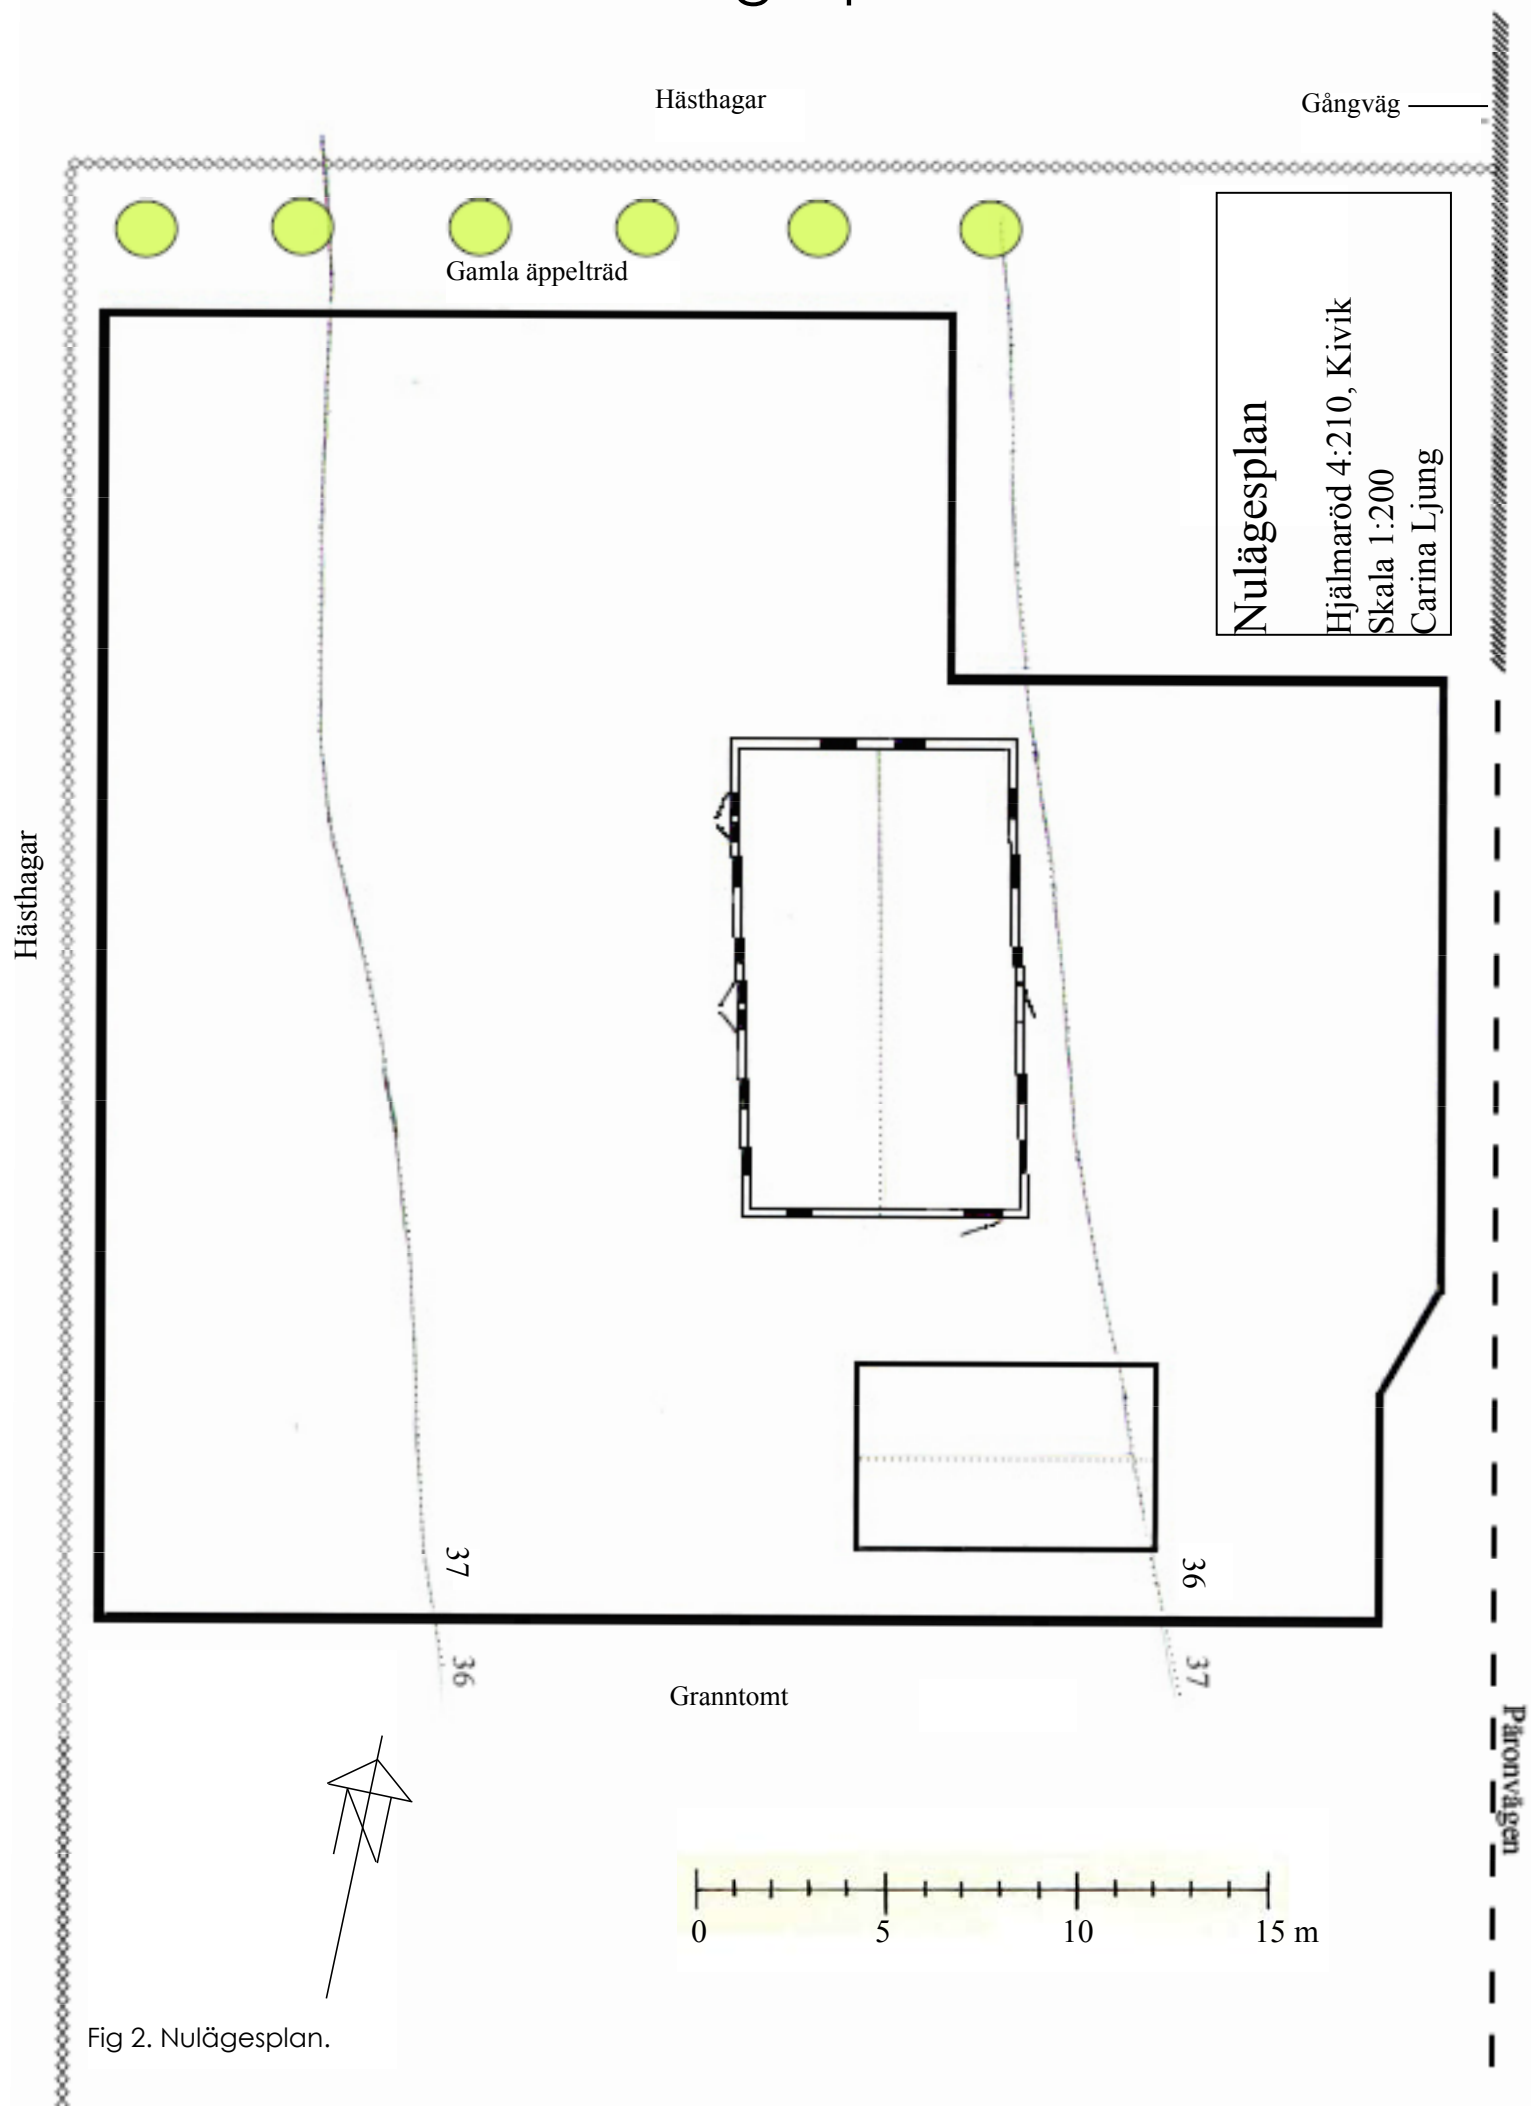 Hästhagar
Gångväg
Gamla äppelträd
Nulägesplan
Hjälmaröd 4:210, Kivik
Skala 1:200
Carina Ljung
Hästhagar
37
36
36
37
Granntomt
Päronvägen
0 5 10 15 m
Fig 2. Nulägesplan.